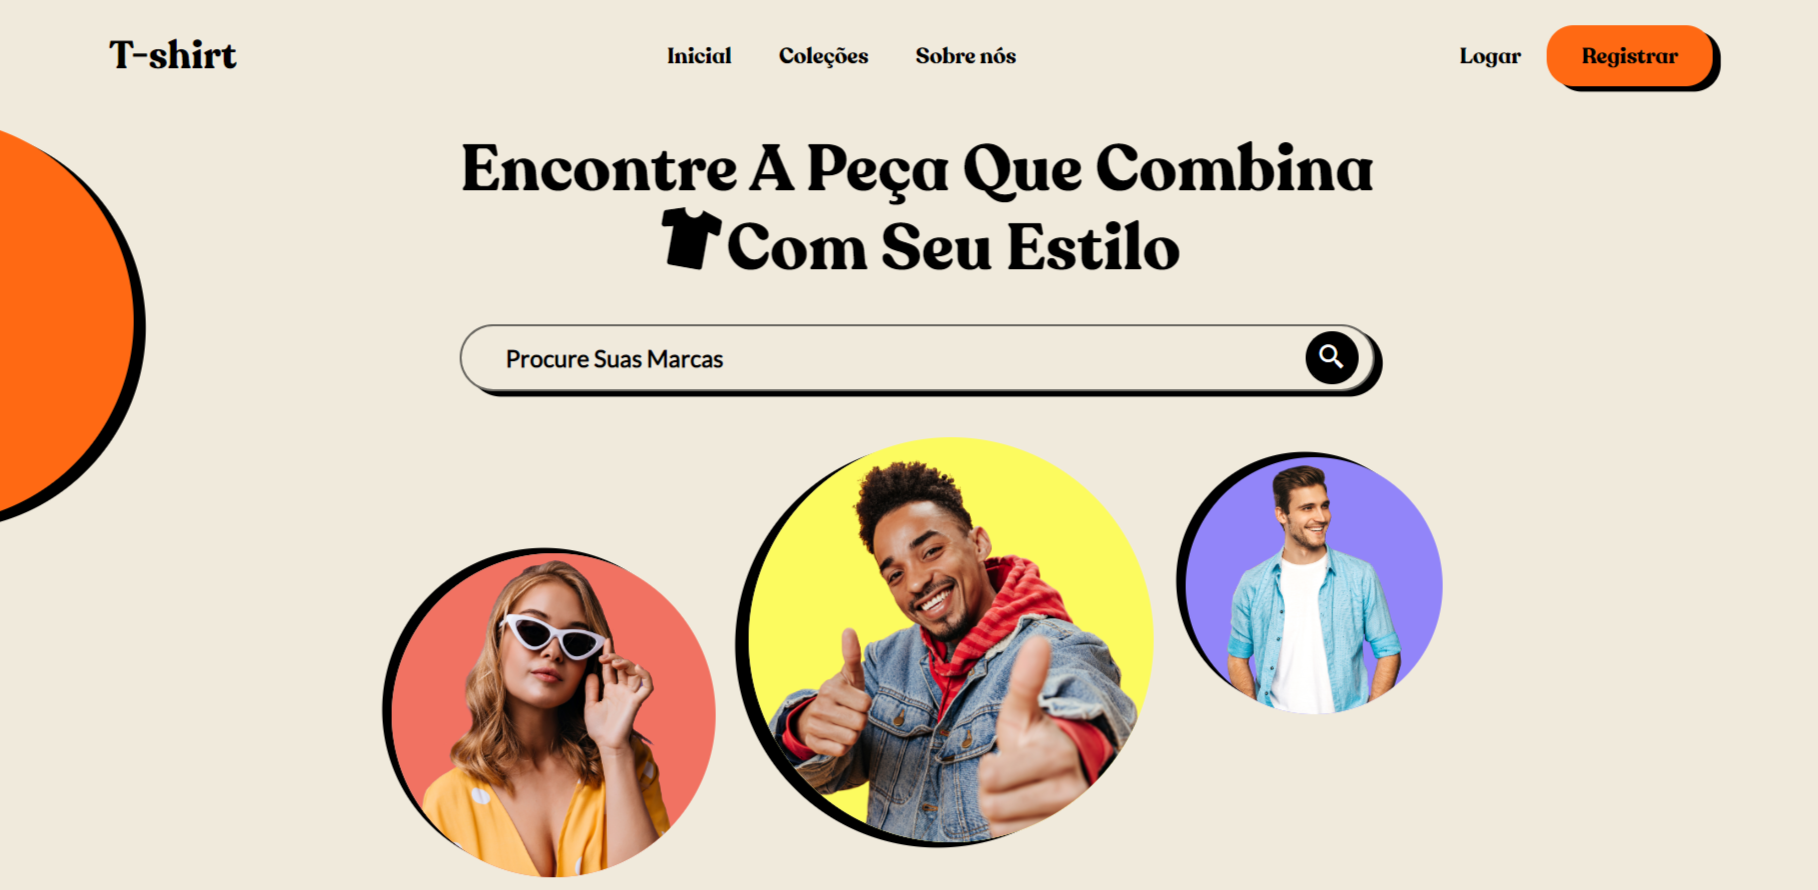 T-shirt
Inicial
Coleções
Sobre nós
Logar
Registrar
Encontre A Peça Que Combina
Com Seu Estilo
Procure Suas Marcas